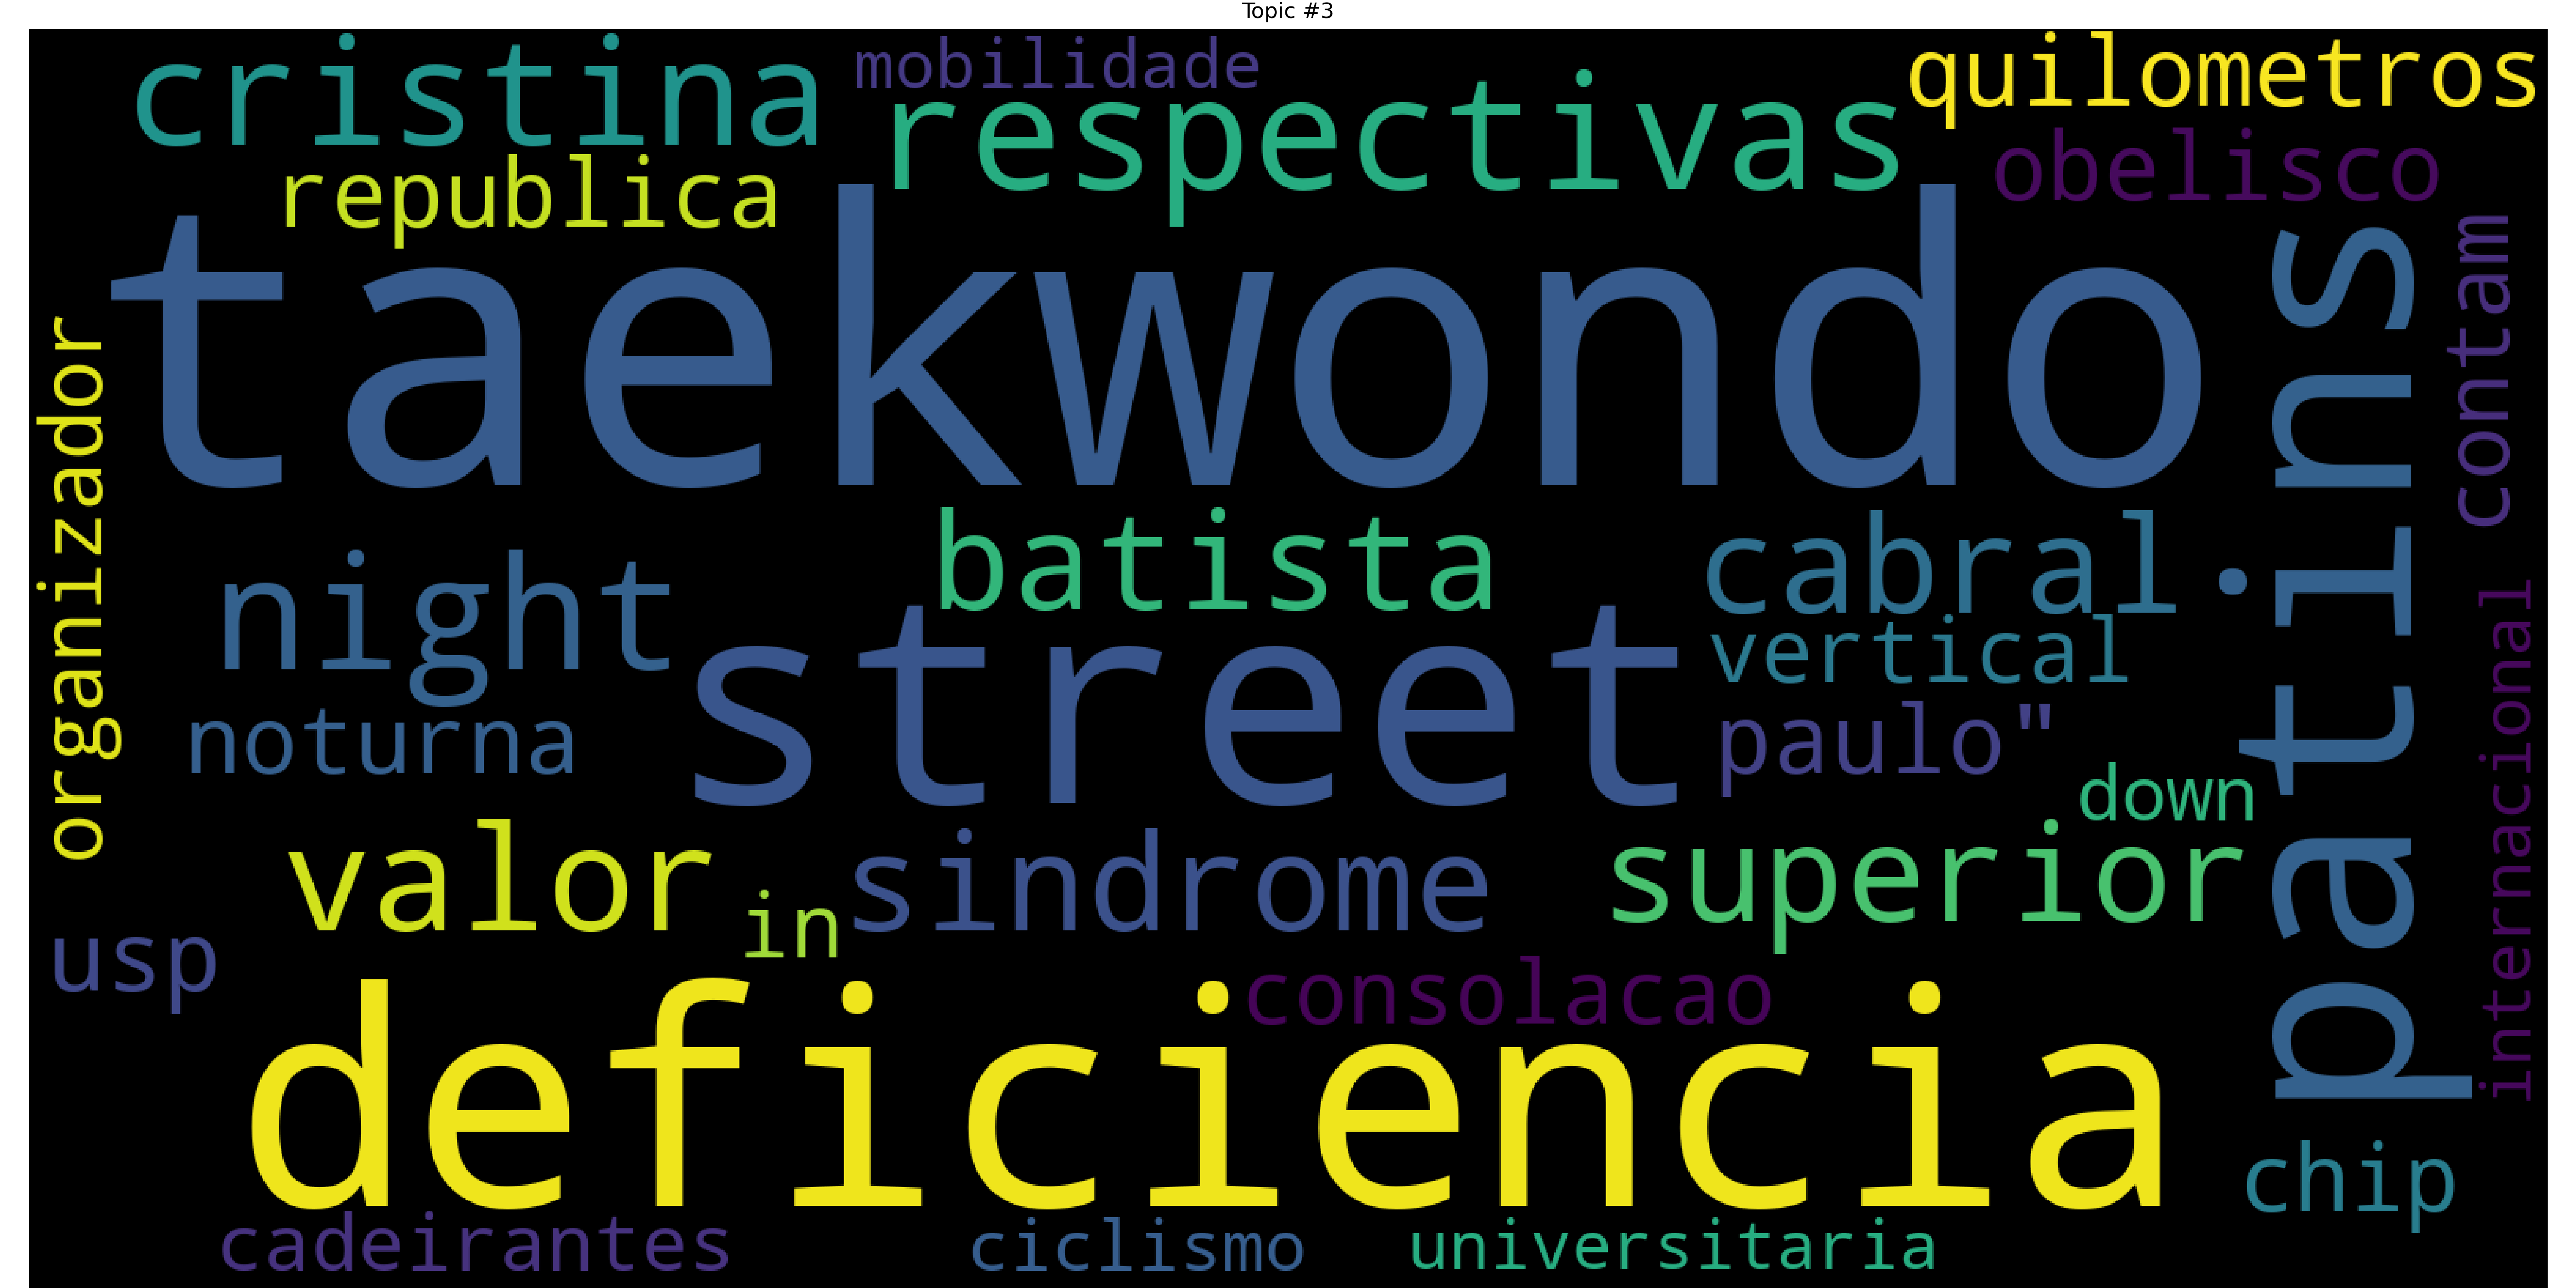 Topic #3
cristina
mobilidade
quilometros
respectivas
obelisco
republica
taekwondo
patins
contam
organizador
batista
cabral
night
street
vertical
noturna
paulo"
down
internacional
valor
sindrome
superior
in
usp
consolacao
deficiencia
chip
cadeirantes
ciclismo
universitaria